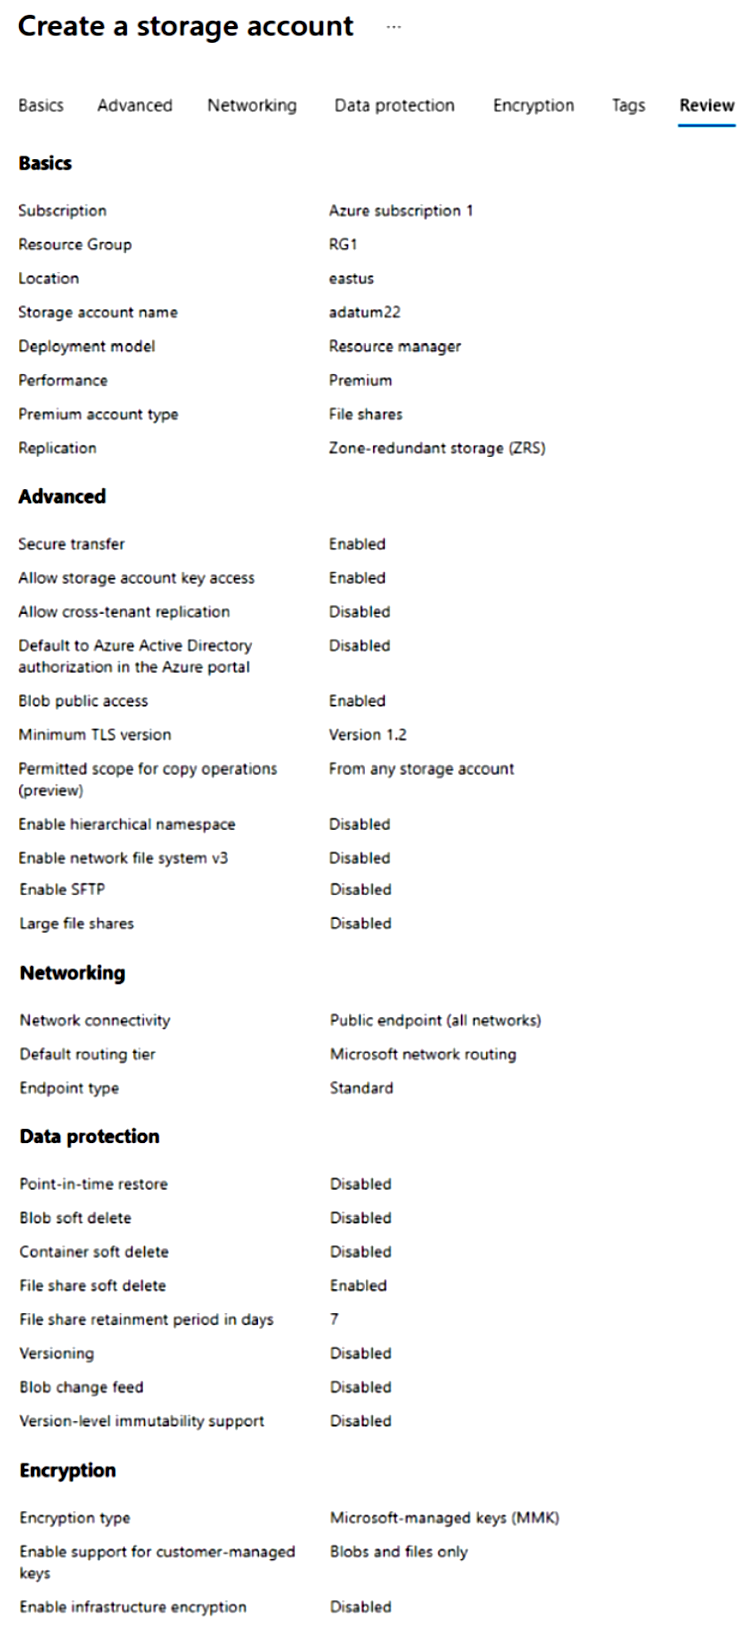 Create a storage account ...
Basics Advanced Networking Data protection Encryption Tags Review
Basics
Subscription Azure subscription 1
Resource Group RG1
Location eastus
Storage account name adatum22
Deployment model Resource manager
Performance Premium
Premium account type File shares
Replication Zone-redundant storage (ZRS)
Advanced
Secure transfer Enabled
Allow storage account key access Enabled
Allow cross-tenant replication Disabled
Default to Azure Active Directory Disabled
authorization in the Azure portal
Blob public access Enabled
Minimum TLS version Version 1.2
Permitted scope for copy operations From any storage account
(preview)
Enable hierarchical namespace Disabled
Enable network file system v3 Disabled
Enable SFTP Disabled
Large file shares Disabled
Networking
Network connectivity Public endpoint (all networks)
Default routing tier Microsoft network routing
Endpoint type Standard
Data protection
Point-in-time restore Disabled
Blob soft delete Disabled
Container soft delete Disabled
File share soft delete Enabled
File share retainment period in days 7
Versioning Disabled
Blob change feed Disabled
Version-level immutability support Disabled
Encryption
Encryption type Microsoft-managed keys (MMK)
Enable support for customer-managed Blobs and files only
keys
Enable infrastructure encryption Disabled